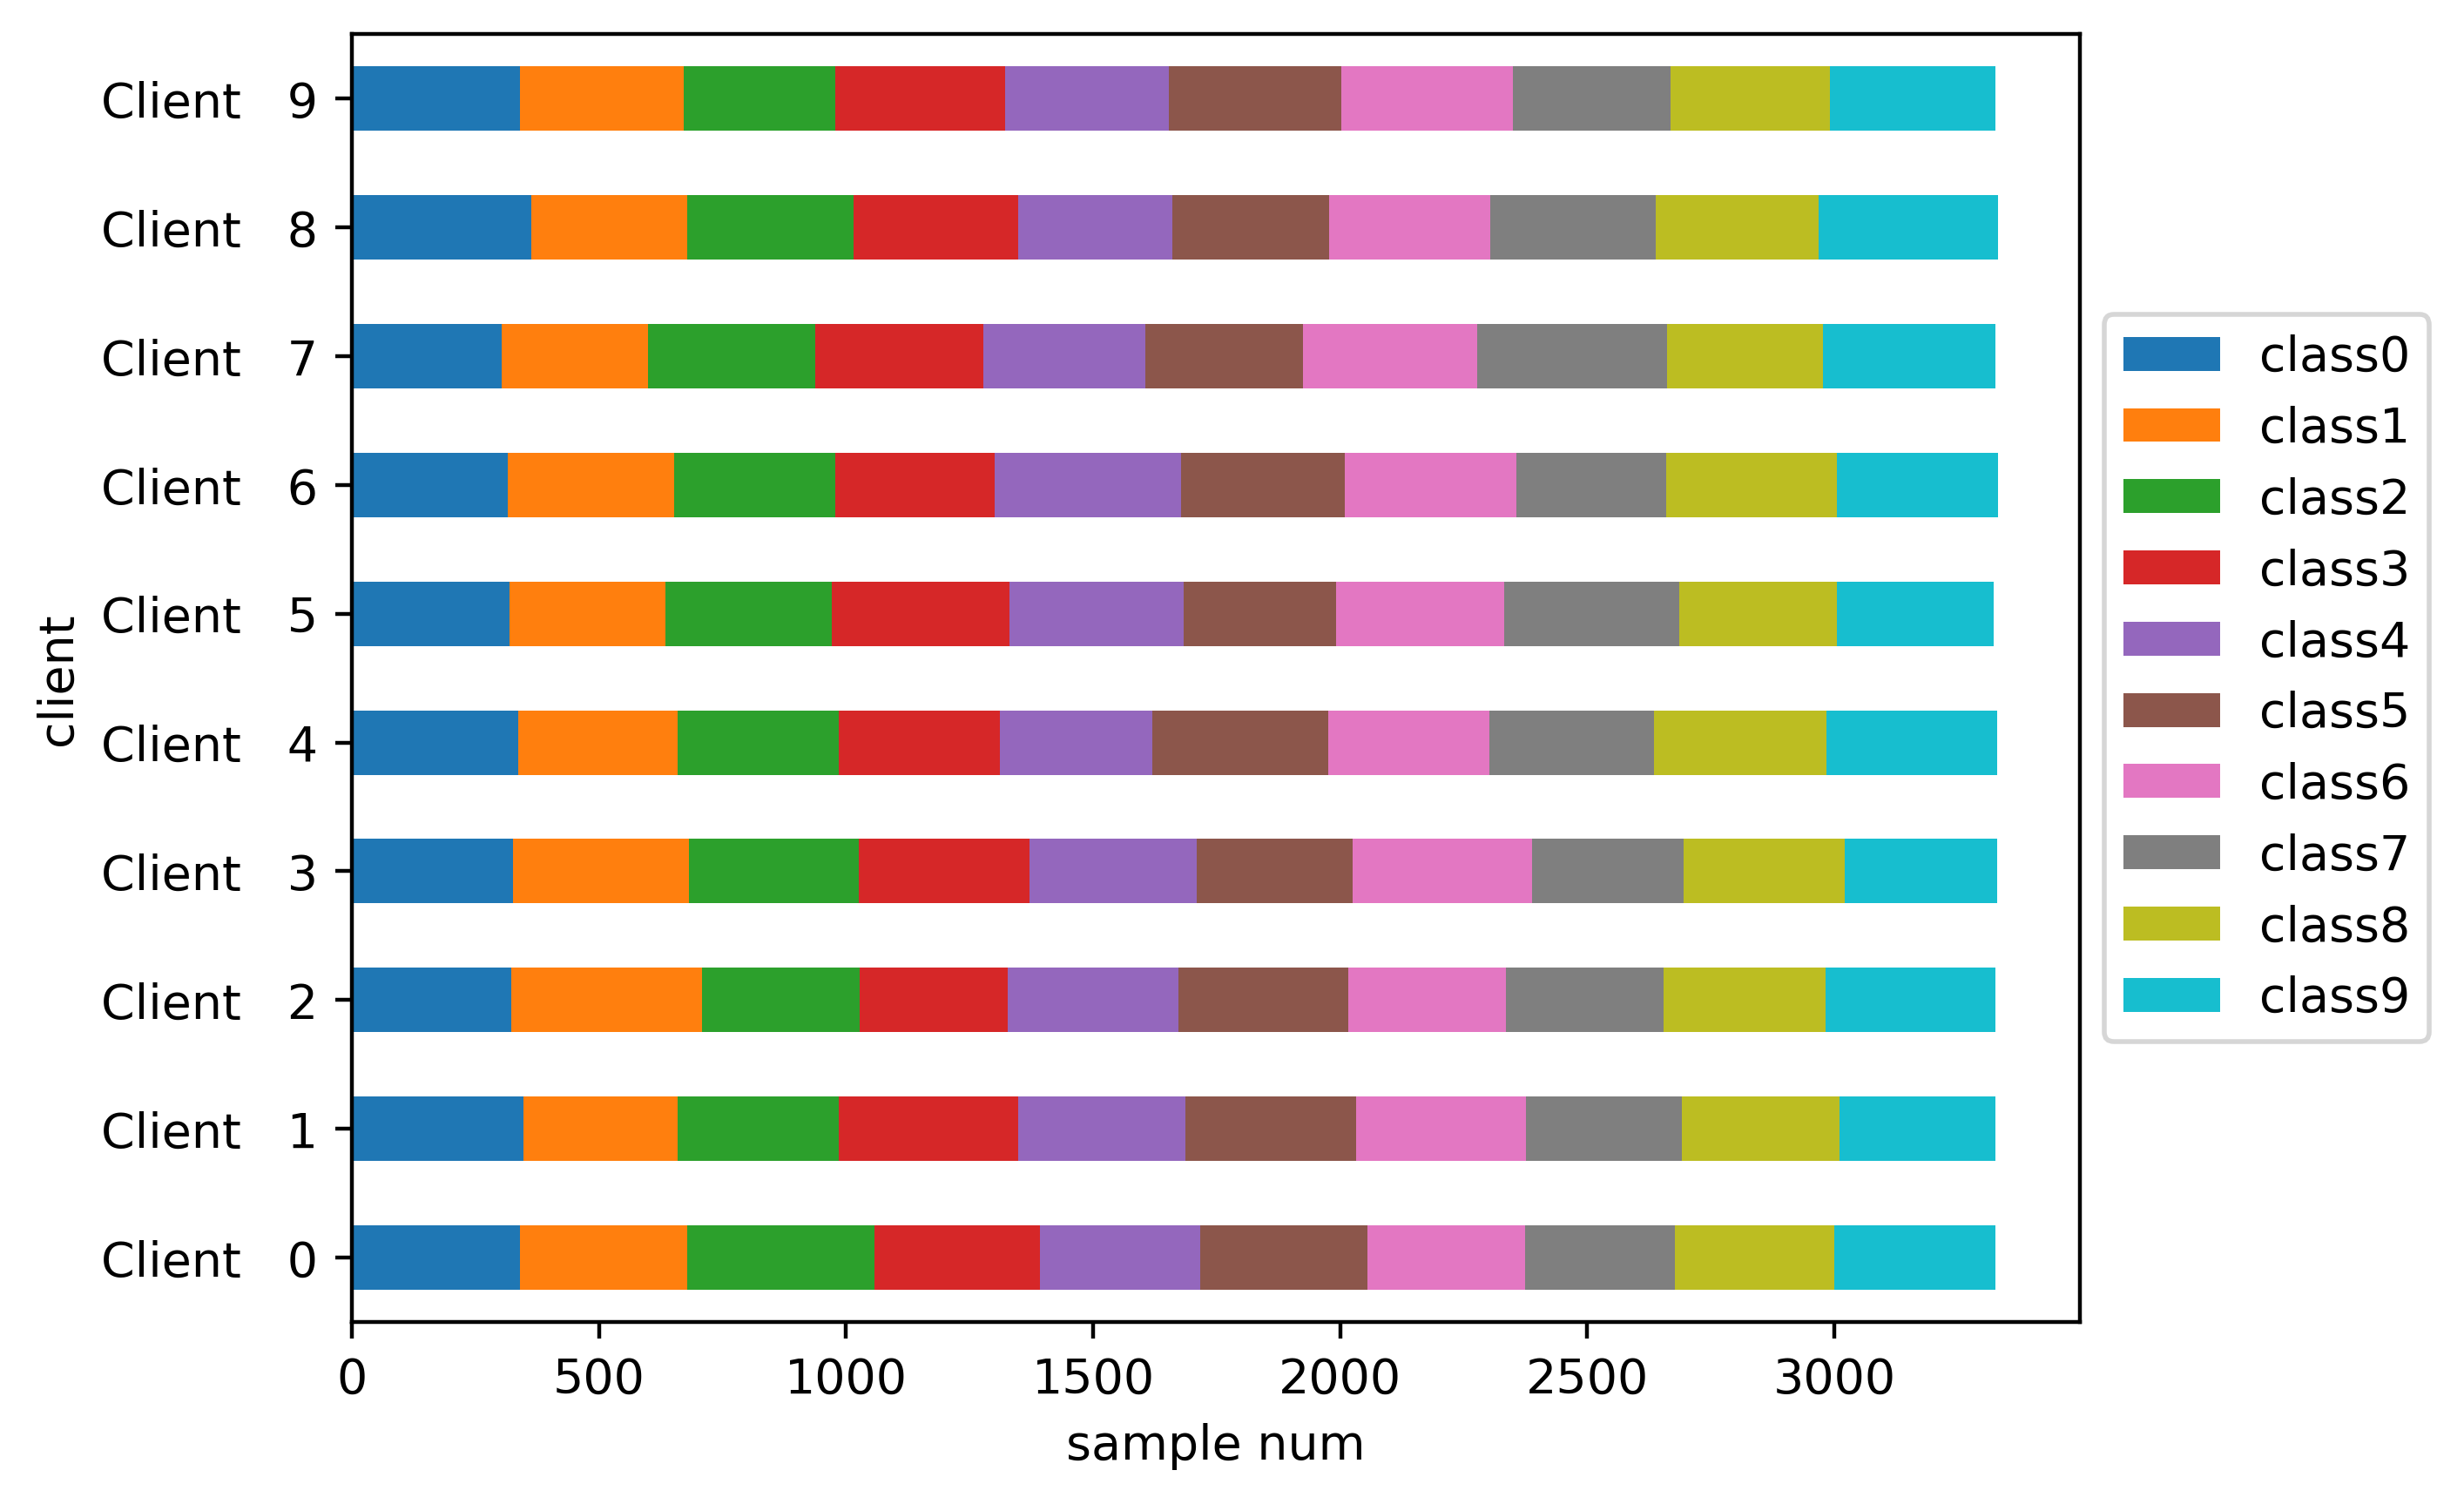 client
Client 9
Client 8
Client 7
Client 6
Client 5
Client 4
Client 3
Client 2
Client 1
Client 0
0 500 1000 1500 2000 2500 3000
sample num
class0
class1
class2
class3
class4
class5
class6
class7
class8
class9